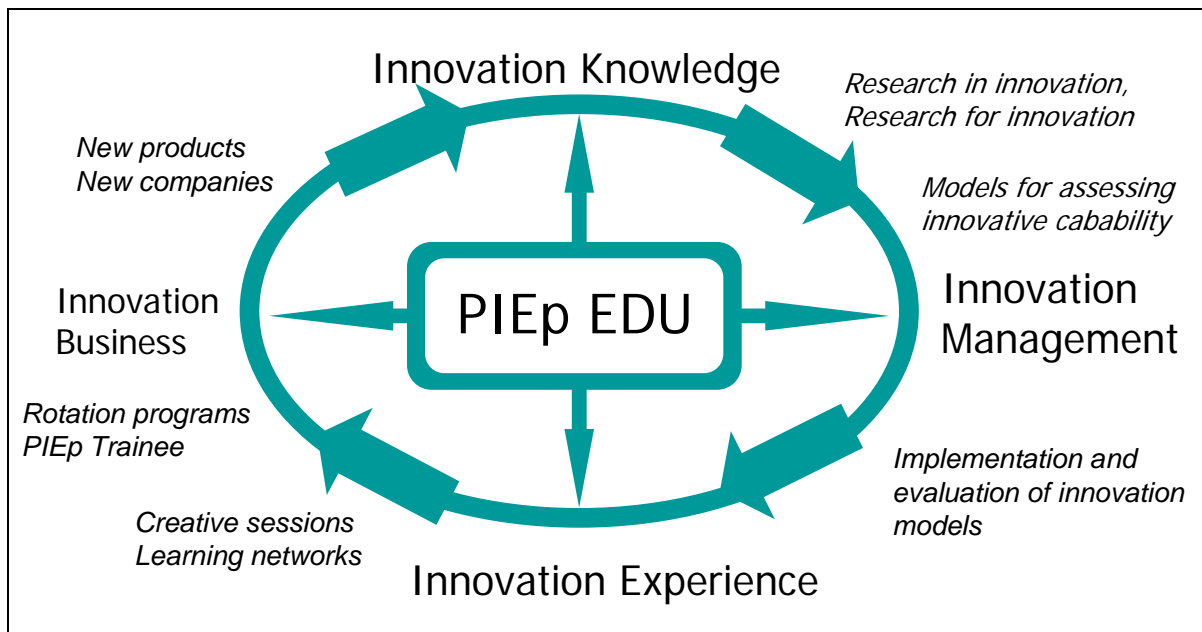 Innovation Knowledge
Research in innovation,
Research for innovation
New products
New companies
Models for assessing
innovative cabability
Innovation
Business
PIEp EDU
Innovation
Management
Rotation programs
PIEp Trainee
Implementation and
evaluation of innovation
models
Creative sessions
Learning networks
Innovation Experience